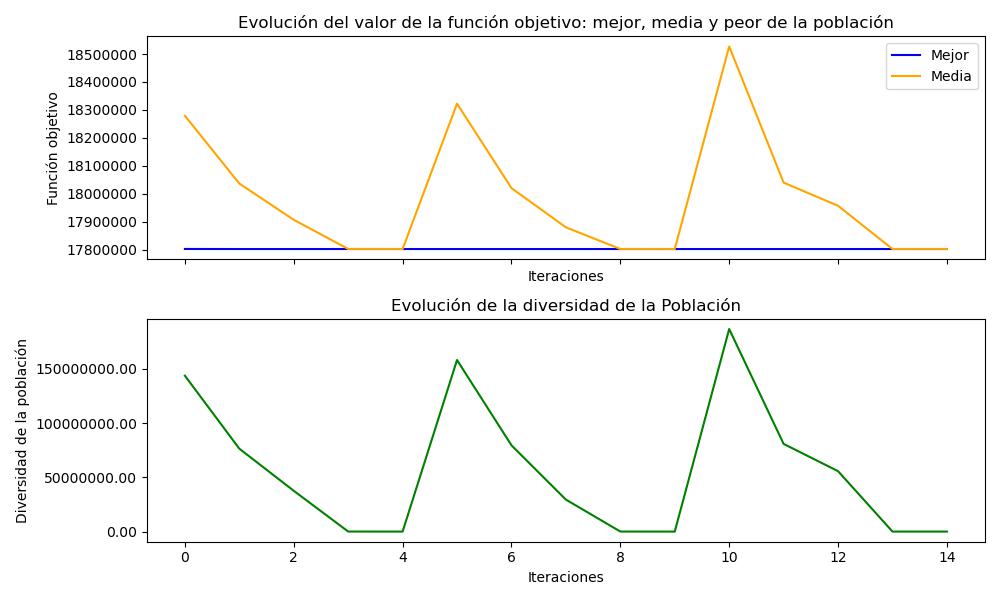 Evolución del valor de la función objetivo: mejor, media y peor de la población
Función objetivo
18500000
18400000
18300000
18200000
18100000
18000000
17900000
17800000
Mejor
Media
Iteraciones
Evolución de la diversidad de la Población
Diversidad de la población
150000000.00
100000000.00
50000000.00
0.00
0 2 4 6 8 10 12 14
Iteraciones